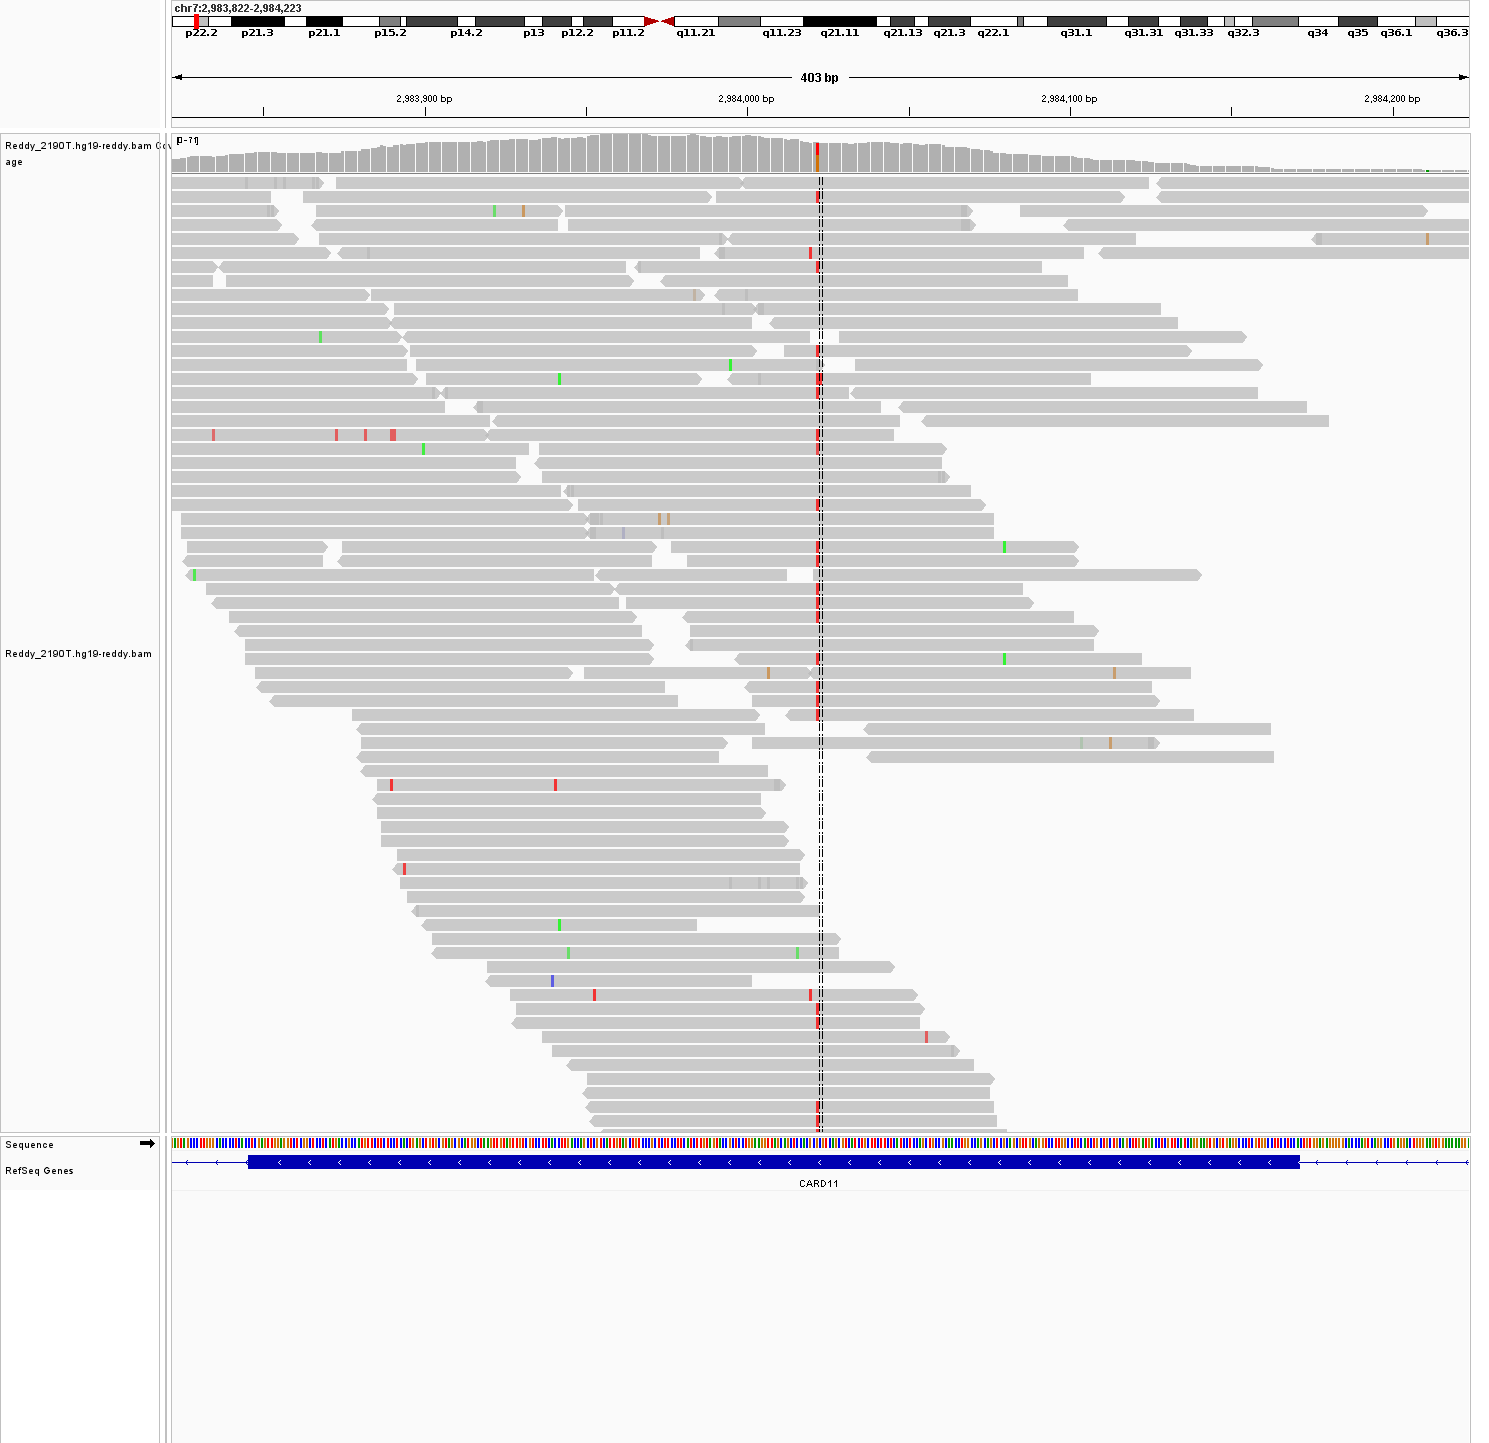 chr7:2,983,822-2,984,223
p22.2 p21.3 p21.1 p15.2 p14.2 p13 p12.2 p11.2 q11.21 q11.23 q21.11 q21.13 q21.3 q22.1 q31.1 q31.31 q31.33 q32.3 q34 q35 q36.1 q36.3
403 bp
2,983,900 bp 2,984,000 bp 2,984,100 bp 2,984,200 bp
[0-71]
Reddy_2190T.hg19-reddy.bam Cov
age
Reddy_2190T.hg19-reddy.bam
Sequence
RefSeq Genes
CARD11